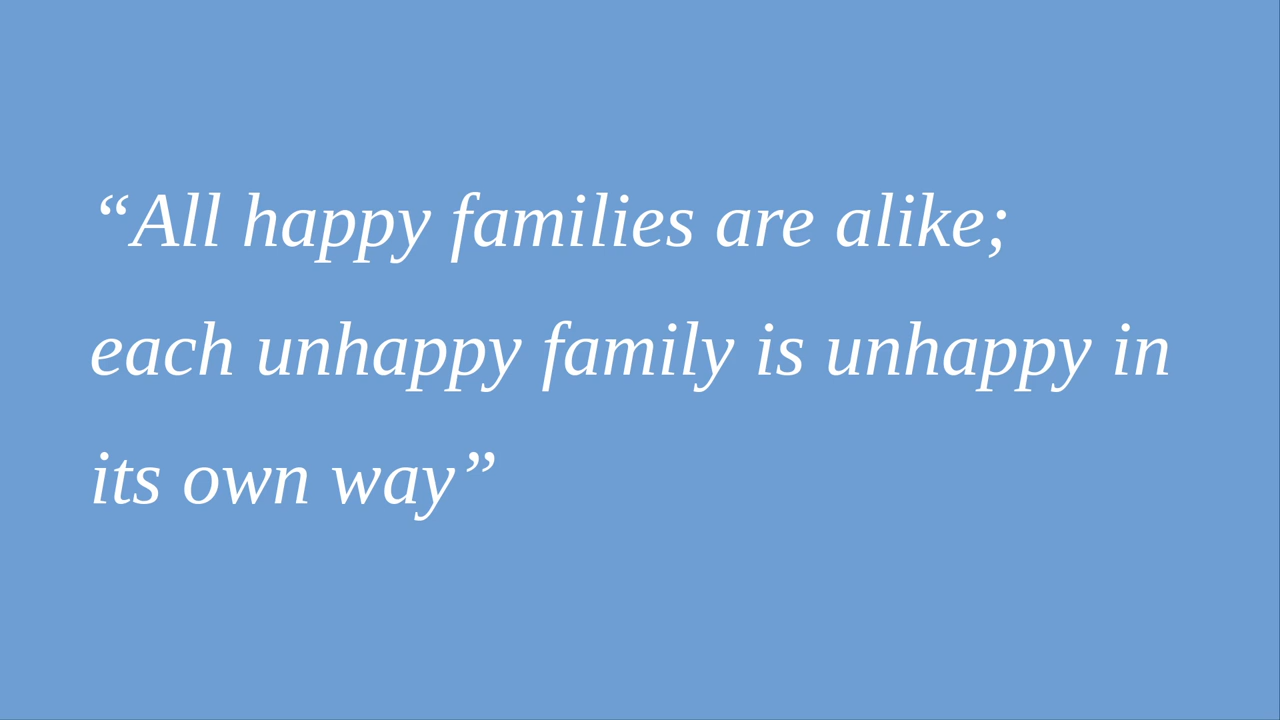 “All happy families are alike;
each unhappy family is unhappy in
its own way”